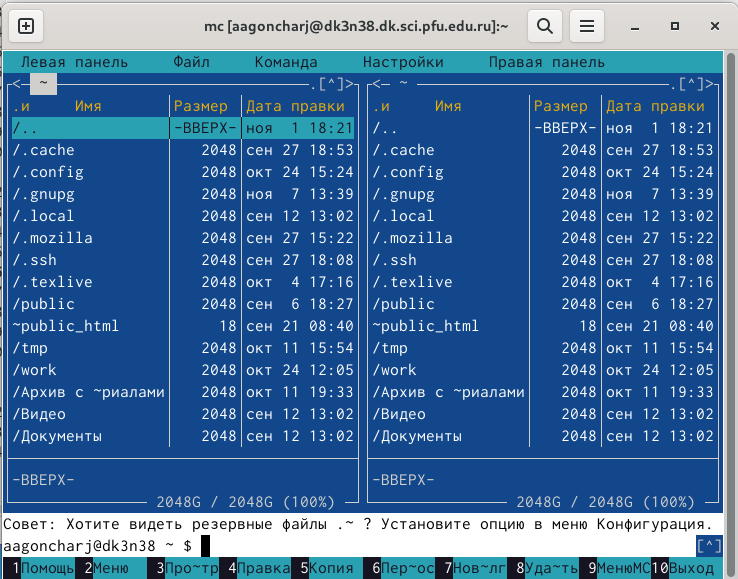 mc [aagoncharj@dk3n38.dk.sci.pfu.edu.ru]:~
Левая панель Файл Команда Настройки Правая панель
<─ ~ .[^]> <─ ~ .[^]>
.и Имя Размер Дата правки .и Имя Размер Дата правки
/.. -ВВЕРХ- ноя 1 18:21 /.. -ВВЕРХ- ноя 1 18:21
/.cache 2048 сен 27 18:53 /.cache 2048 сен 27 18:53
/.config 2048 окт 24 15:24 /.config 2048 окт 24 15:24
/.gnupg 2048 ноя 7 13:39 /.gnupg 2048 ноя 7 13:39
/.local 2048 сен 12 13:02 /.local 2048 сен 12 13:02
/.mozilla 2048 сен 27 15:22 /.mozilla 2048 сен 27 15:22
/.ssh 2048 сен 27 18:08 /.ssh 2048 сен 27 18:08
/.texlive 2048 окт 4 17:16 /.texlive 2048 окт 4 17:16
/public 2048 сен 6 18:27 /public 2048 сен 6 18:27
~public_html 18 сен 21 08:40 ~public_html 18 сен 21 08:40
/tmp 2048 окт 11 15:54 /tmp 2048 окт 11 15:54
/work 2048 окт 24 12:05 /work 2048 окт 24 12:05
/Архив с ~риалами 2048 окт 11 19:33 /Архив с ~риалами 2048 окт 11 19:33
/Видео 2048 сен 12 13:02 /Видео 2048 сен 12 13:02
/Документы 2048 сен 12 13:02 /Документы 2048 сен 12 13:02
-ВВЕРХ- -ВВЕРХ-
2048G / 2048G (100%) 2048G / 2048G (100%)
Совет: Хотите видеть резервные файлы .~ ? Установите опцию в меню Конфигурация.
aagoncharj@dk3n38 ~ $ [^]
1Помощь 2Меню 3Про~тр 4Правка 5Копия 6Пер~ос 7Нов~лг 8Уда~ть 9МенюМС 10Выход